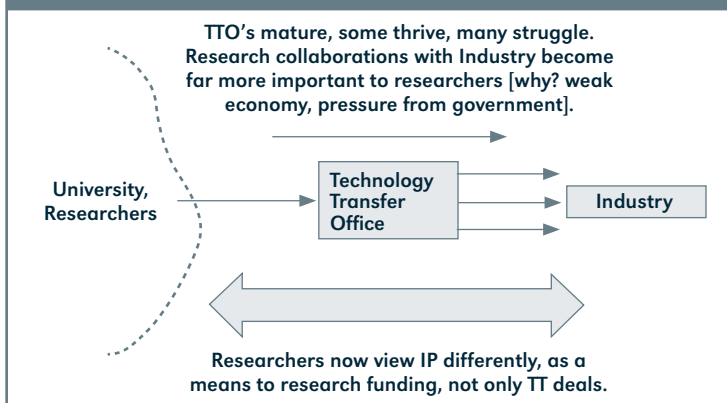 TTO’s mature, some thrive, many struggle.
Research collaborations with Industry become
far more important to researchers [why? weak
economy, pressure from government].
University,
Researchers
Technology
Transfer
Office
Industry
Researchers now view IP differently, as a
means to research funding, not only TT deals.